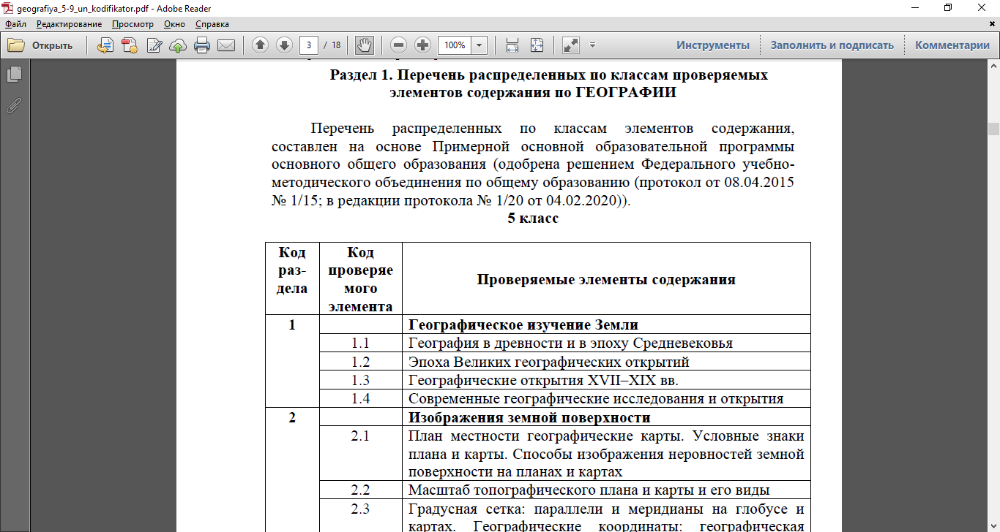 geografiya_5-9_un_kodifikator.pdf - Adobe Reader
Файл Редактирование Просмотр Окно Справка
Открыть 3 / 18 100% Инструменты Заполнить и подписать Комментарии
Раздел 1. Перечень распределенных по классам проверяемых
элементов содержания по ГЕОГРАФИИ
Перечень распределенных по классам элементов содержания,
составлен на основе Примерной основной образовательной программы
основного общего образования (одобрена решением Федерального учебно-
методического объединения по общему образованию (протокол от 08.04.2015
№ 1/15; в редакции протокола № 1/20 от 04.02.2020)).
5 класс
Код
раз-
дела
Код
проверяе
мого
элемента
Проверяемые элементы содержания
1 Географическое изучение Земли
1.1 География в древности и в эпоху Средневековья
1.2 Эпоха Великих географических открытий
1.3 Географические открытия XVII–XIX вв.
1.4 Современные географические исследования и открытия
2 Изображения земной поверхности
2.1 План местности географические карты. Условные знаки
плана и карты. Способы изображения неровностей земной
поверхности на планах и картах
2.2 Масштаб топографического плана и карты и его виды
2.3 Градусная сетка: параллели и меридианы на глобусе и
картах. Географические координаты: географическая